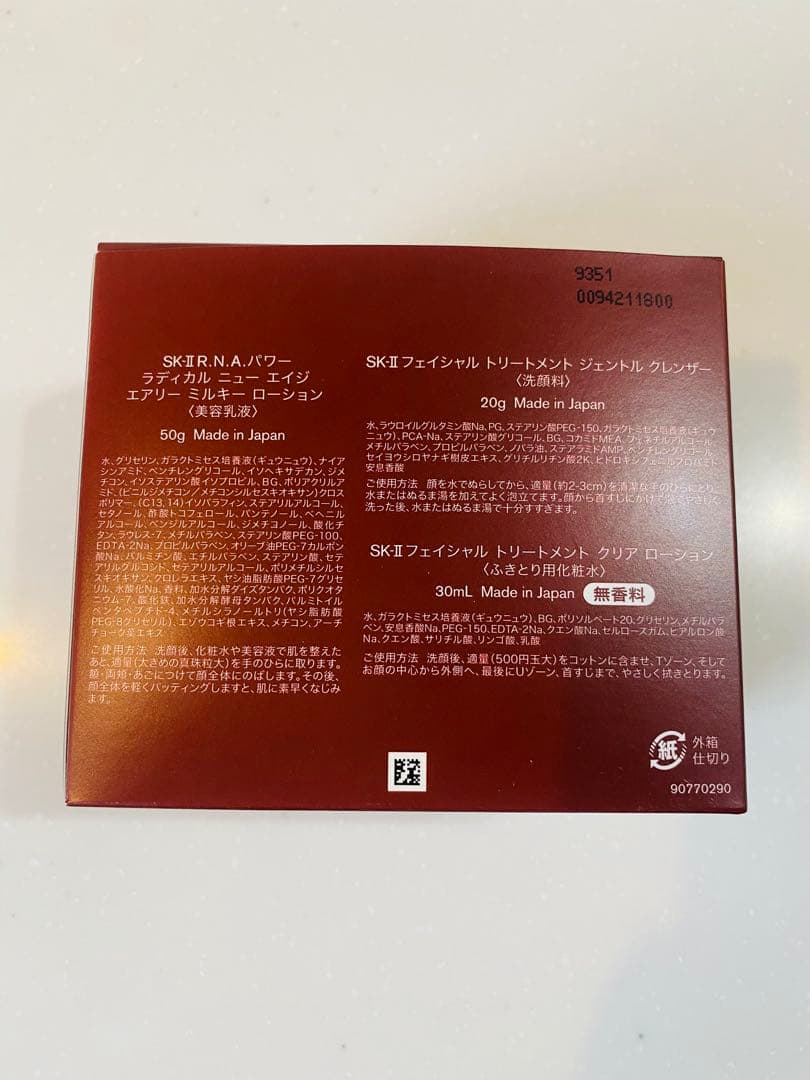 9351
0094211800
SK-II R.N.A.パワー
ラディカル ニュー エイジ
エアリー ミルキー ローション
〈美容乳液〉
50g Made in Japan
水、グリセリン、ガラクトミセス培養液(ギュウニュウ)、ナイア
シンアミド、ペンチレングリコール、イソヘキサデカン、ジメ
チコン、イソステアリン酸イソプロピル、BG、ポリアクリルア
ミド、(ビニルジメチコン/メチコンシルセスキオキサン)クロス
ポリマー、(C13,14)イソパラフィン、ステアリルアルコール、
セタノール、酢酸トコフェロール、パンテノール、ベヘニル
アルコール、ベンジルアルコール、ジメチコノール、酸化チ
タン、ラウレス-7、メチルパラベン、ステアリン酸PEG-100、
EDTA-2Na、プロピルパラベン、オリーブ油PEG-7カルボン
酸Na、パルミチン酸、エチルパラベン、ステアリン酸、セテ
アリルグルコシド、セテアリルアルコール、ポリメチルシルセ
スキオキサン、クロレラエキス、ヤシ油脂肪酸PEG-7グリセ
リル、水酸化Na、香料、加水分解ダイズタンパク、ポリクオタ
ニウム-7、酸化鉄、加水分解酵母タンパク、パルミトイル
ペンタペプチド-4、メチルシラノールトリ(ヤシ脂肪酸
PEG-8グリセリル)、エゾウコギ根エキス、メチコン、アーチ
チョーク葉エキス
ご使用方法 洗顔後、化粧水や美容液で肌を整えた
あと、適量(大きめの真珠粒大)を手のひらに取ります。
額・両頬・あごにつけて顔全体にのばします。その後、
顔全体を軽くパッティングしますと、肌に素早くなじみ
ます。
SK-II フェイシャル トリートメント ジェントル クレンザー
〈洗顔料〉
20g Made in Japan
水、ラウロイルグルタミン酸Na、PG、ステアリン酸PEG-150、ガラクトミセス培養液(ギュウ
ニュウ)、PCA-Na、ステアリン酸グリコール、BG、コカミドMEA、フェネチルアルコール、
メチルパラベン、プロピルパラベン、ノバラ油、ステアラミドAMP、ペンチレングリコール、
セイヨウシロヤナギ樹皮エキス、グリチルリチン酸2K、ヒドロキシフェニルプロパミド
安息香酸
ご使用方法 顔を水でぬらしてから、適量(約2-3cm)を清潔な手のひらにとり、
水またはぬるま湯を加えてよく泡立てます。顔から首すじにかけて泡でやさしく
洗った後、水またはぬるま湯で十分すすぎます。
SK-II フェイシャル トリートメント クリア ローション
〈ふきとり用化粧水〉
30mL Made in Japan 無香料
水、ガラクトミセス培養液(ギュウニュウ)、BG、ポリソルベート20、グリセリン、メチルパラ
ベン、安息香酸Na、PEG-150、EDTA-2Na、クエン酸Na、セルロースガム、ヒアルロン酸
Na、クエン酸、サリチル酸、リンゴ酸、乳酸
ご使用方法 洗顔後、適量(500円玉大)をコットンに含ませ、Tゾーン、そして
お顔の中心から外側へ、最後にUゾーン、首すじまで、やさしく拭きとります。
紙
外箱
仕切り
90770290